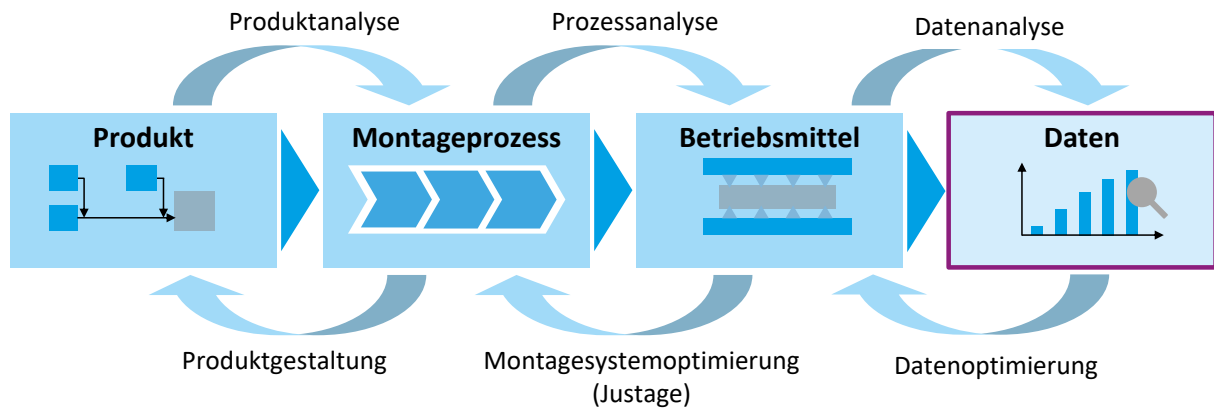 Produktanalyse
Prozessanalyse
Datenanalyse
Produkt
Montageprozess
Betriebsmittel
Daten
Produktgestaltung
Montagesystemoptimierung
(Justage)
Datenoptimierung